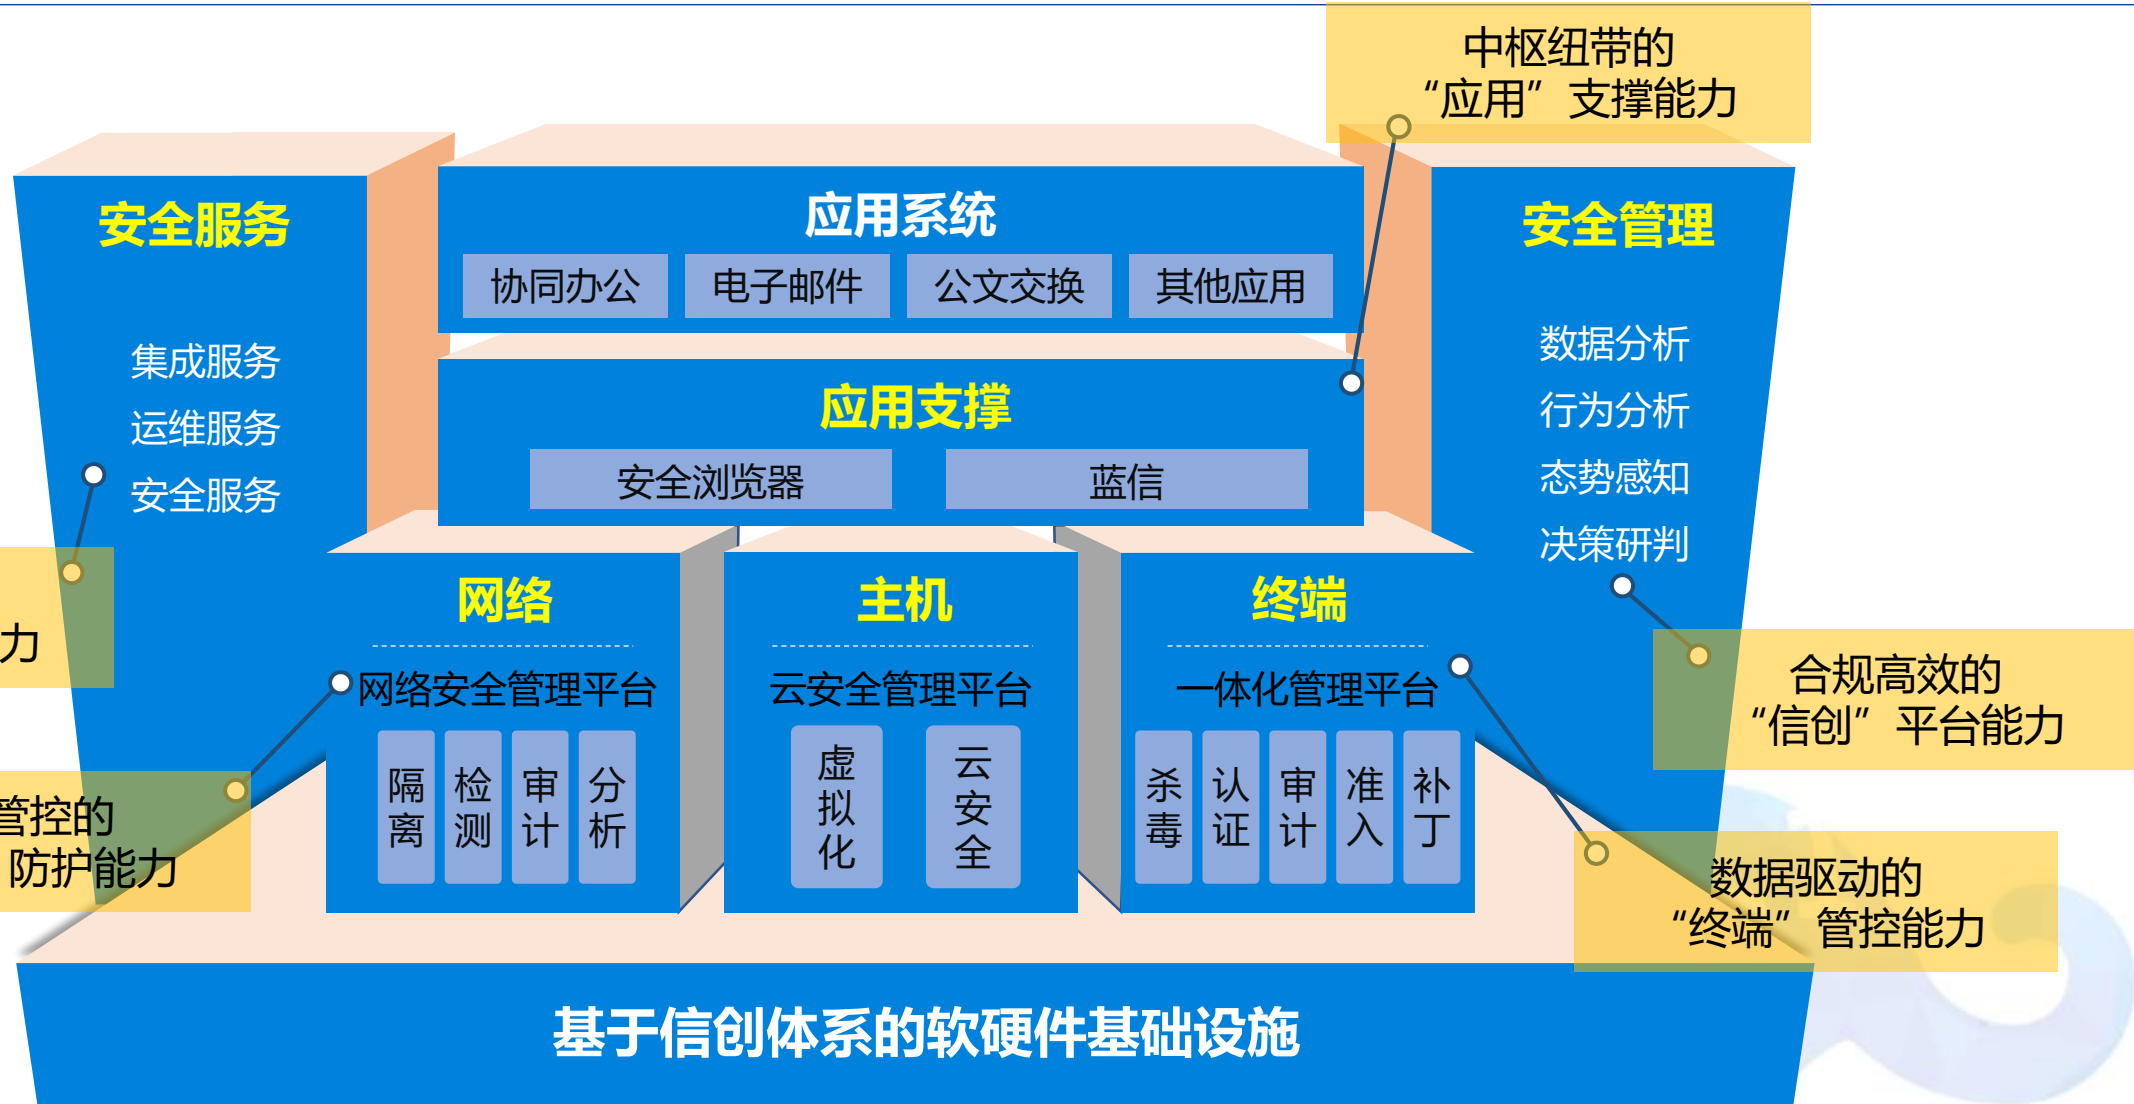 中枢纽带的
“应用”支撑能力
安全服务
集成服务
运维服务
安全服务
应用系统
协同办公 电子邮件 公文交换 其他应用
应用支撑
安全浏览器 蓝信
安全管理
数据分析
行为分析
态势感知
决策研判
力
管控的
防护能力
网络
网络安全管理平台
隔离 检测 审计 分析
主机
云安全管理平台
虚拟化 云安全
终端
一体化管理平台
杀毒 认证 审计 准入 补丁
合规高效的
“信创”平台能力
数据驱动的
“终端”管控能力
基于信创体系的软硬件基础设施